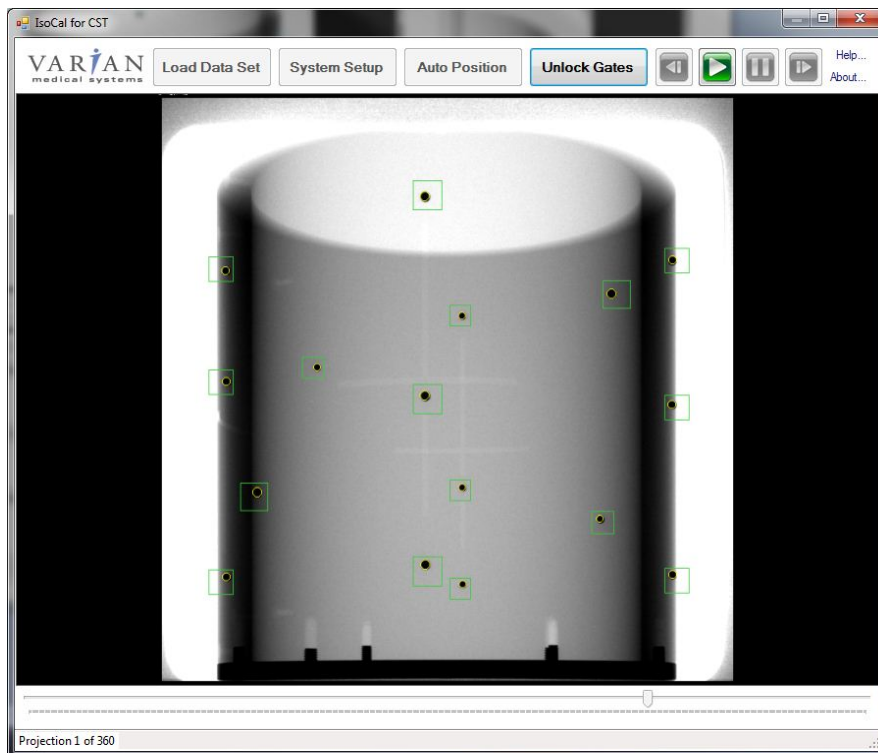 IsoCal for CST
VARIAN
medical systems
Load Data Set
System Setup
Auto Position
Unlock Gates
Help...
About...
Projection 1 of 360